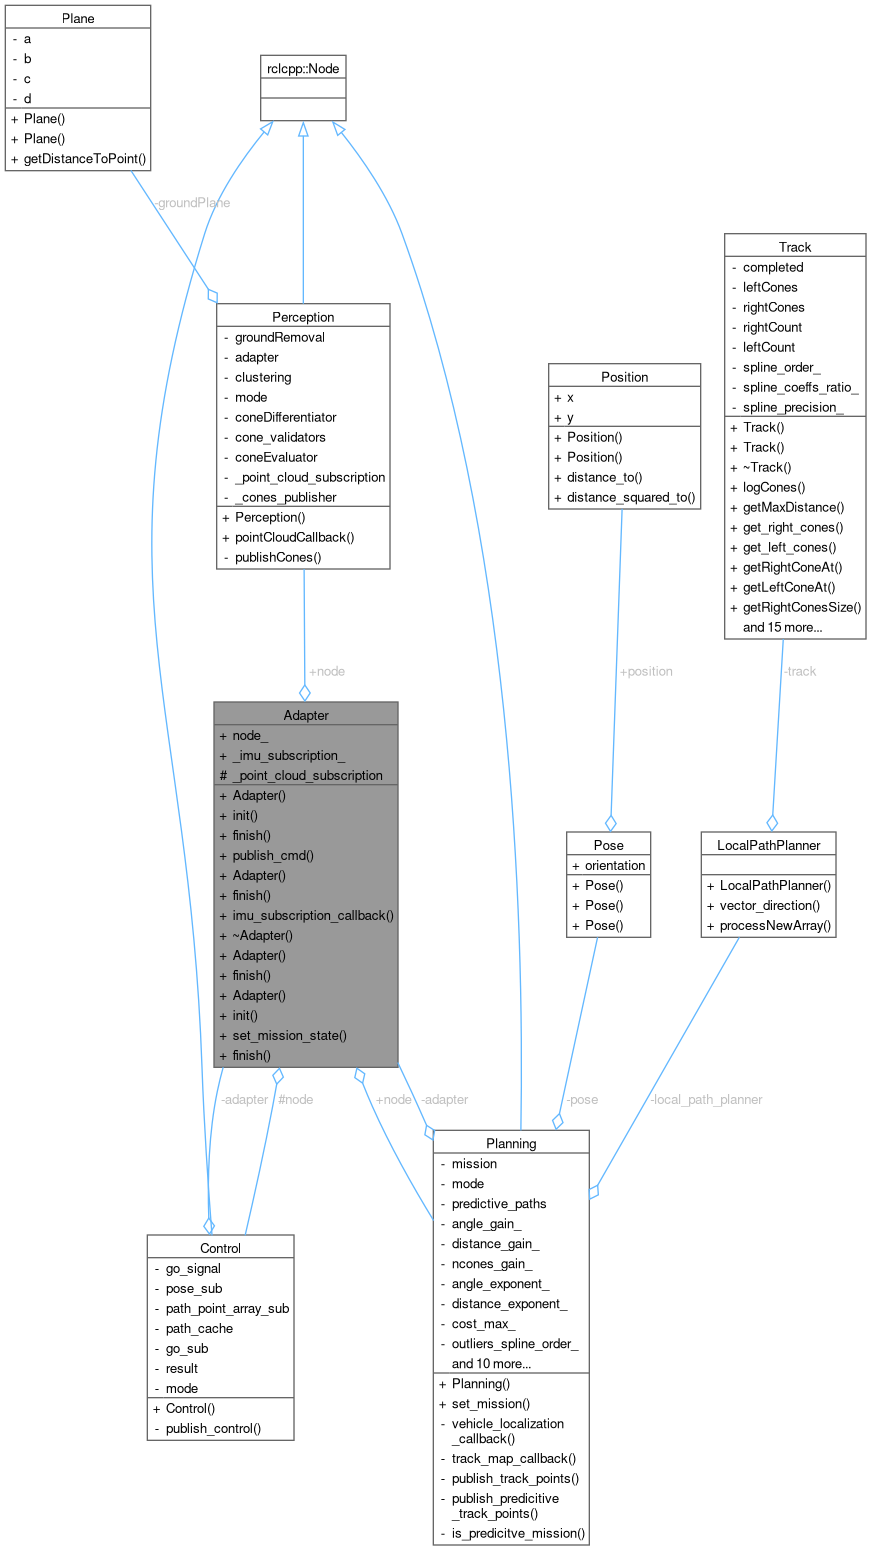 Plane
- a
- b
- c
- d
+ Plane()
+ Plane()
+ getDistanceToPoint()
rclcpp::Node
-groundPlane
Perception
- groundRemoval
- adapter
- clustering
- mode
- coneDifferentiator
- cone_validators
- coneEvaluator
- _point_cloud_subscription
- _cones_publisher
+ Perception()
+ pointCloudCallback()
- publishCones()
Track
- completed
- leftCones
- rightCones
- rightCount
- leftCount
- spline_order_
- spline_coeffs_ratio_
- spline_precision_
+ Track()
+ Track()
+ ~Track()
+ logCones()
+ getMaxDistance()
+ get_right_cones()
+ get_left_cones()
+ getRightConeAt()
+ getLeftConeAt()
+ getRightConesSize()
and 15 more...
Position
+ x
+ y
+ Position()
+ Position()
+ distance_to()
+ distance_squared_to()
+node
+position
-track
Adapter
+ node_
+ _imu_subscription_
# _point_cloud_subscription
+ Adapter()
+ init()
+ finish()
+ publish_cmd()
+ Adapter()
+ finish()
+ imu_subscription_callback()
+ ~Adapter()
+ Adapter()
+ finish()
+ Adapter()
+ init()
+ set_mission_state()
+ finish()
Pose
+ orientation
+ Pose()
+ Pose()
+ Pose()
LocalPathPlanner
+ LocalPathPlanner()
+ vector_direction()
+ processNewArray()
-adapter
#node
+node
-adapter
-pose
-local_path_planner
Control
- go_signal
- pose_sub
- path_point_array_sub
- path_cache
- go_sub
- result
- mode
+ Control()
- publish_control()
Planning
- mission
- mode
- predictive_paths
- angle_gain_
- distance_gain_
- ncones_gain_
- angle_exponent_
- distance_exponent_
- cost_max_
- outliers_spline_order_
and 10 more...
+ Planning()
+ set_mission()
- vehicle_localization
_callback()
- track_map_callback()
- publish_track_points()
- publish_predicitive
_track_points()
- is_predicitve_mission()